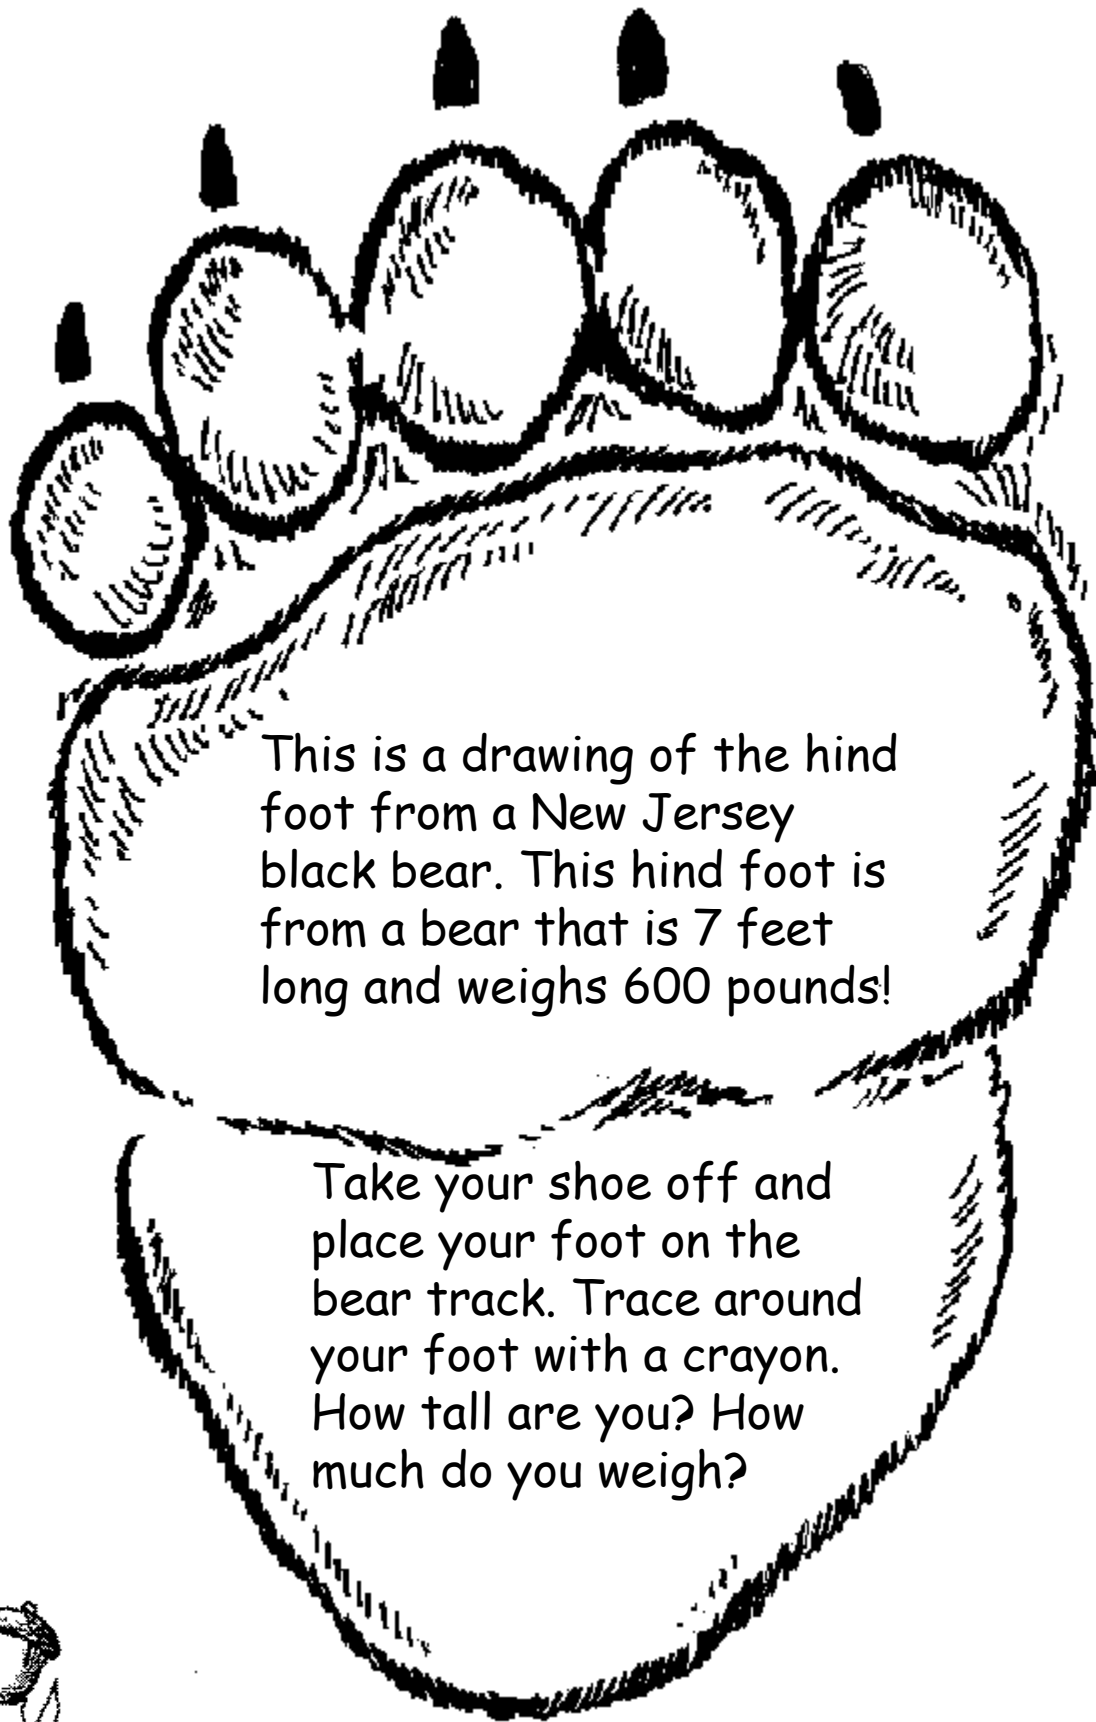 This is a drawing of the hind
foot from a New Jersey
black bear. This hind foot is
from a bear that is 7 feet
long and weighs 600 pounds!
Take your shoe off and
place your foot on the
bear track. Trace around
your foot with a crayon.
How tall are you? How
much do you weigh?